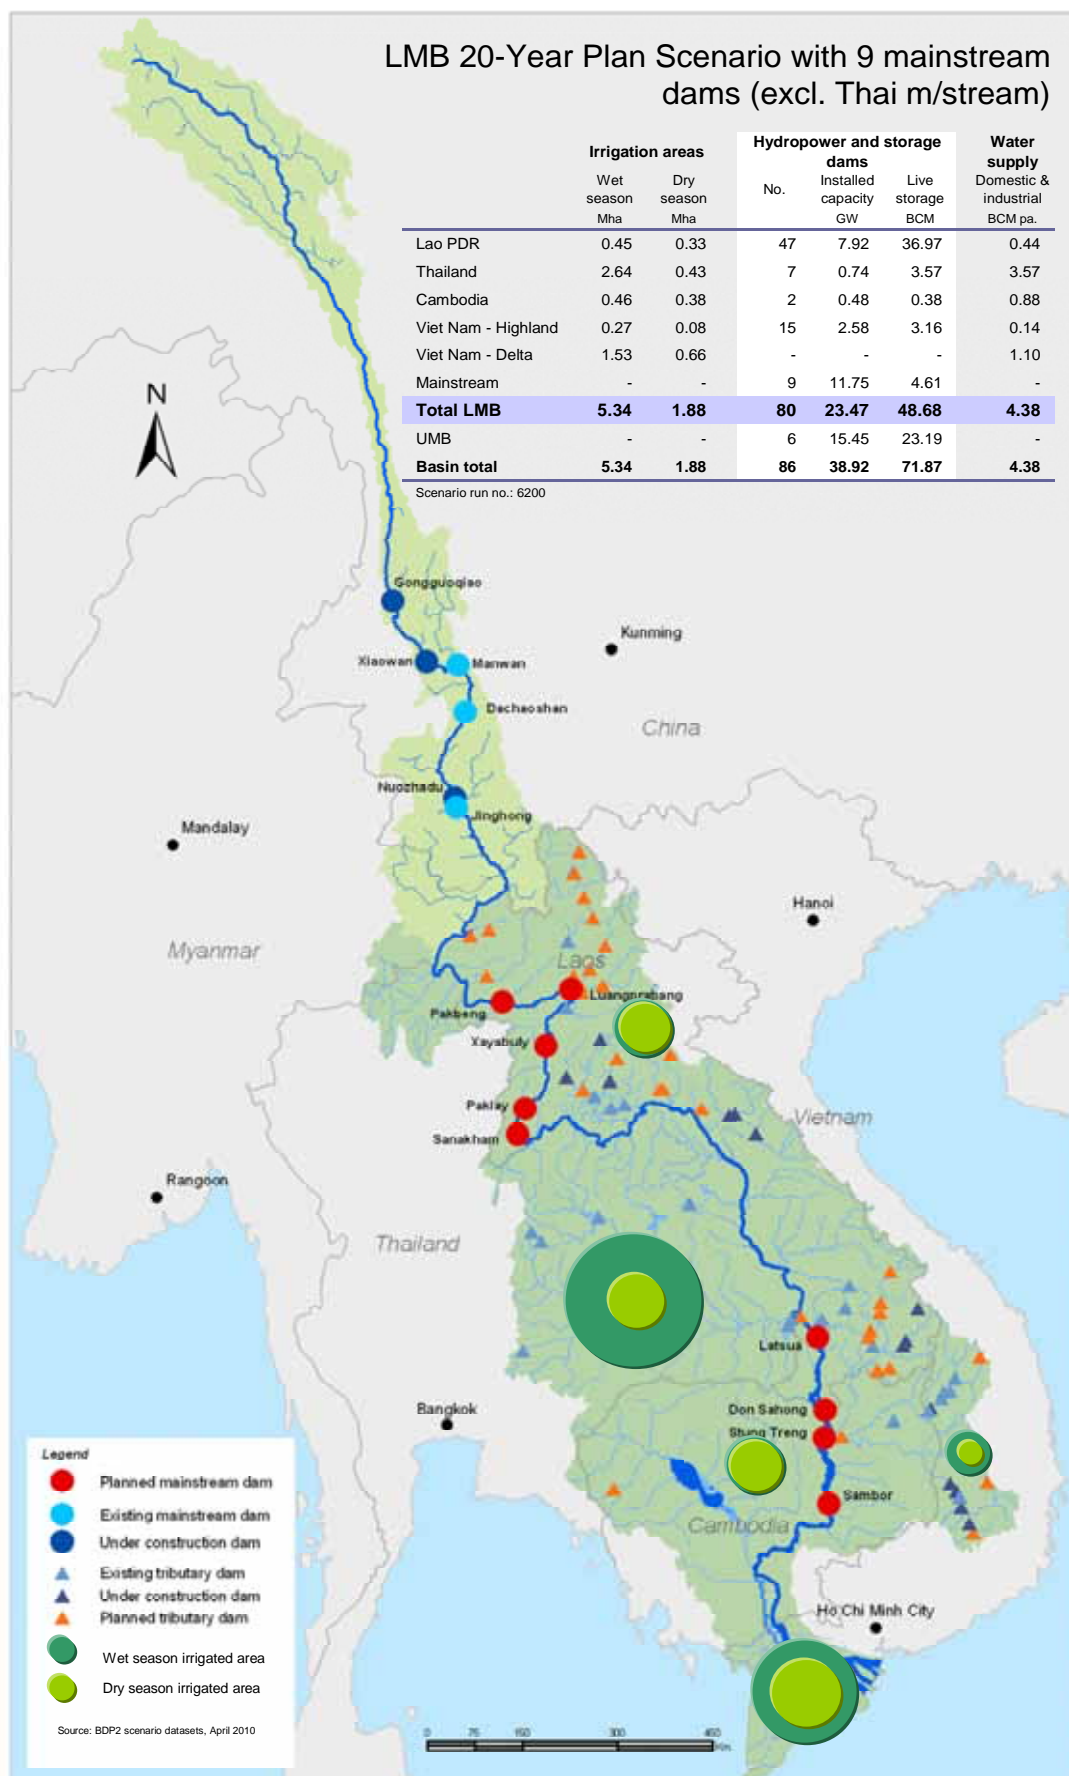 LMB 20-Year Plan Scenario with 9 mainstream
dams (excl. Thai m/stream)
Irrigation areas Hydropower and storage dams Water supply
Wet season Dry season No. Installed capacity Live storage Domestic & industrial
Mha Mha GW BCM BCM pa.
Lao PDR 0.45 0.33 47 7.92 36.97 0.44
Thailand 2.64 0.43 7 0.74 3.57 3.57
Cambodia 0.46 0.38 2 0.48 0.38 0.88
Viet Nam - Highland 0.27 0.08 15 2.58 3.16 0.14
Viet Nam - Delta 1.53 0.66 - - - 1.10
Mainstream - - 9 11.75 4.61 -
Total LMB 5.34 1.88 80 23.47 48.68 4.38
UMB - - 6 15.45 23.19 -
Basin total 5.34 1.88 86 38.92 71.87 4.38
Scenario run no.: 6200
N
Gongguoqiao
Kunming
Xiaowan
Manwan
Dachaoshan
China
Nuozhadu
Jinghong
Mandalay
Hanoi
Myanmar
Laos
Luangprabang
Pakbeng
Xayabuly
Paklay
Vietnam
Sanakham
Rangoon
Thailand
Latsua
Bangkok
Don Sahong
Stung Treng
Sambor
Cambodia
Ho Chi Minh City
Legend
Planned mainstream dam
Existing mainstream dam
Under construction dam
Existing tributary dam
Under construction dam
Planned tributary dam
Wet season irrigated area
Dry season irrigated area
Source: BDP2 scenario datasets, April 2010
0 75 150 300 450
Km